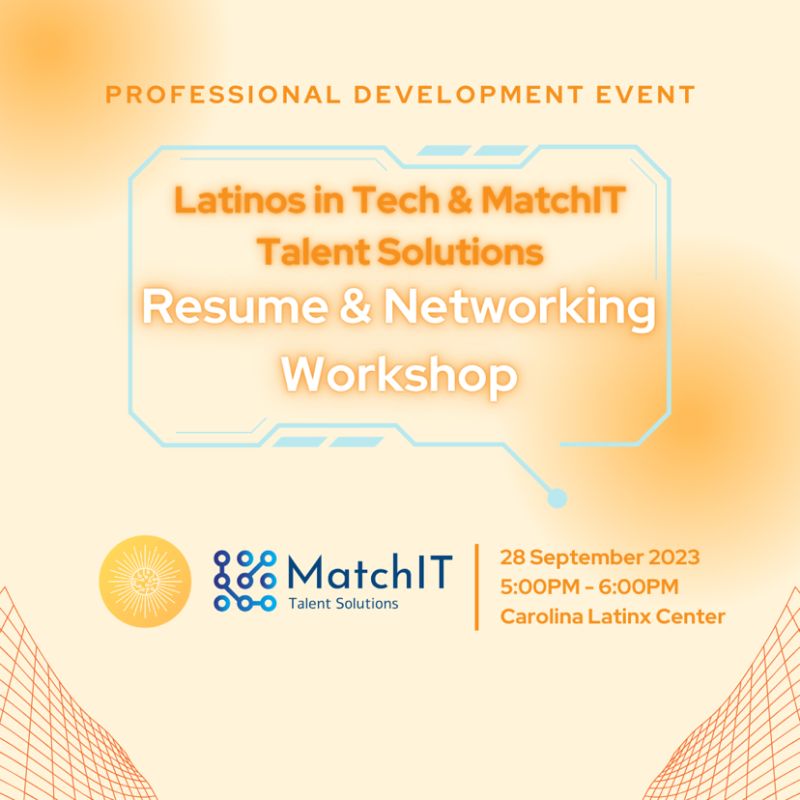 PROFESSIONAL DEVELOPMENT EVENT
Latinos in Tech & MatchIT
Talent Solutions
Resume & Networking
Workshop
MatchIT
Talent Solutions
28 September 2023
5:00PM - 6:00PM
Carolina Latinx Center